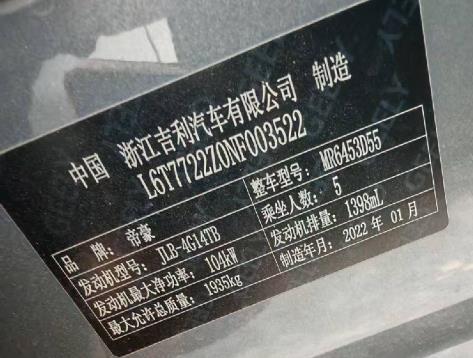 中国 浙江吉利汽车有限公司 制造
L6T7722Z0NF003522
品 牌: 帝豪 整车型号: MR6453D55
发动机型号: JLB-4G14TB 乘坐人数: 5
发动机最大净功率: 104kW 发动机排量: 1398mL
最大允许总质量: 1935kg 制造年月: 2022 年 01 月